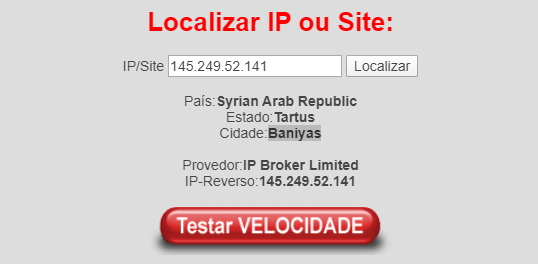 Localizar IP ou Site:
IP/Site 145.249.52.141 Localizar
País:Syrian Arab Republic
Estado:Tartus
Cidade:Baniyas
Provedor:IP Broker Limited
IP-Reverso:145.249.52.141
Testar VELOCIDADE